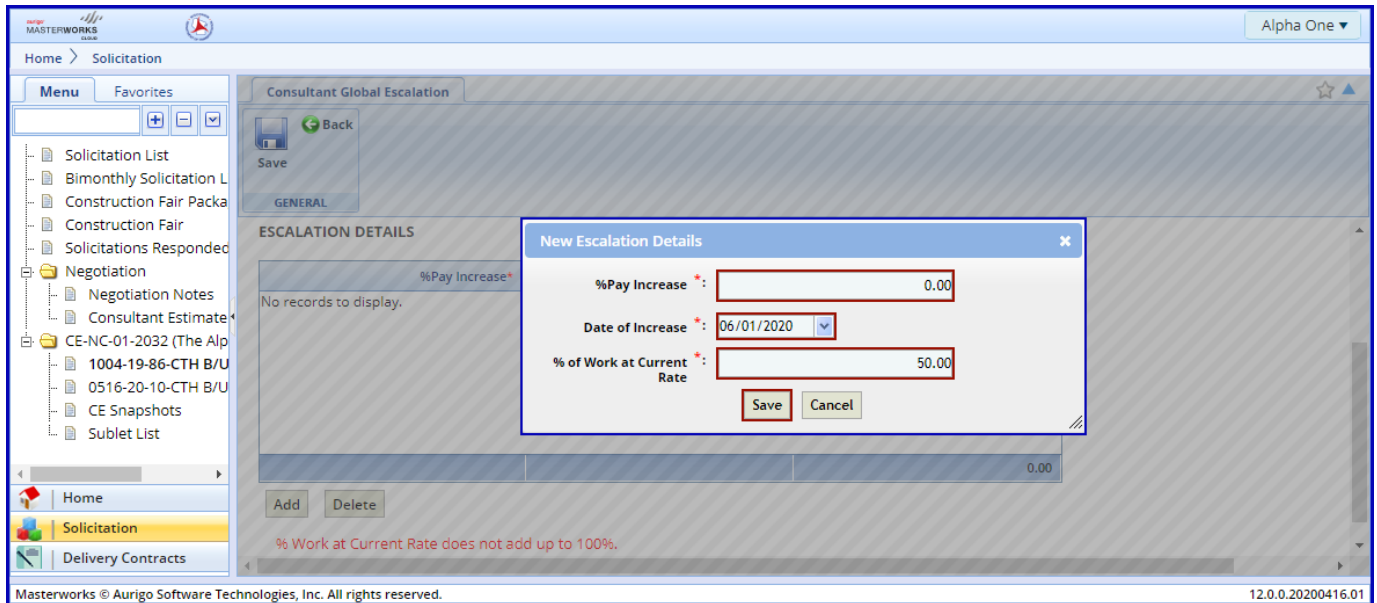 aurigo
MASTERWORKS
CLOUD
Alpha One ▼
Home > Solicitation
Menu Favorites
Consultant Global Escalation
Back
Save
GENERAL
Solicitation List
Bimonthly Solicitation L
Construction Fair Packa
Construction Fair
Solicitations Responded
Negotiation
Negotiation Notes
Consultant Estimate
CE-NC-01-2032 (The Alp
1004-19-86-CTH B/U
0516-20-10-CTH B/U
CE Snapshots
Sublet List
Home
Solicitation
Delivery Contracts
ESCALATION DETAILS
%Pay Increase*
No records to display.
0.00
Add Delete
% Work at Current Rate does not add up to 100%.
New Escalation Details ×
%Pay Increase *: 0.00
Date of Increase *: 06/01/2020
% of Work at Current *: 50.00
Rate
Save Cancel
Masterworks © Aurigo Software Technologies, Inc. All rights reserved. 12.0.0.20200416.01